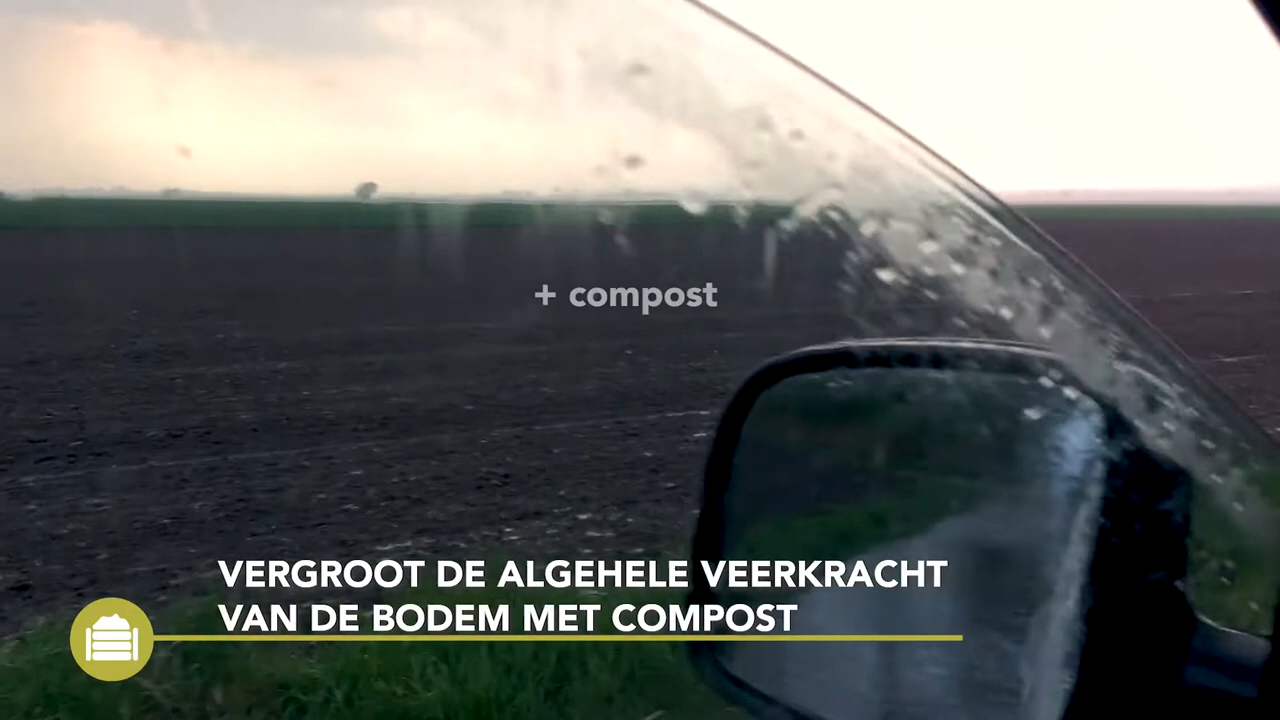 + compost
VERGROOT DE ALGEHELE VEERKRACHT
VAN DE BODEM MET COMPOST